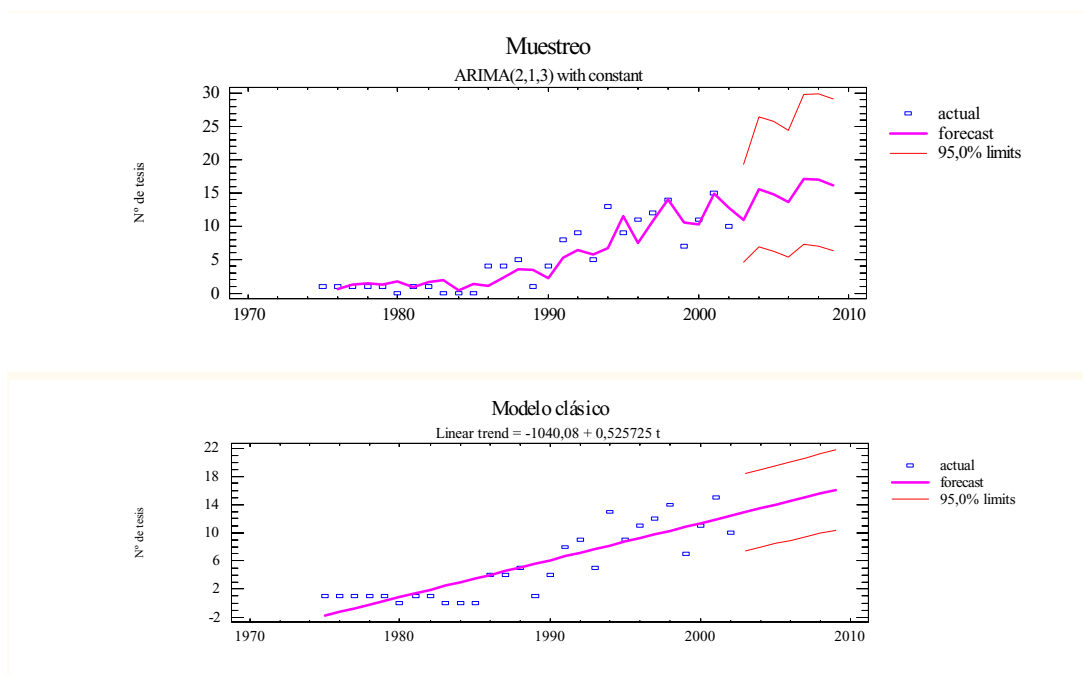 Muestreo
ARIMA(2,1,3) with constant
Nº de tesis
30
25
20
15
10
5
0
1970 1980 1990 2000 2010
actual
forecast
95,0% limits
Modelo clásico
Linear trend = -1040,08 + 0,525725 t
Nº de tesis
22
18
14
10
6
2
-2
1970 1980 1990 2000 2010
actual
forecast
95,0% limits